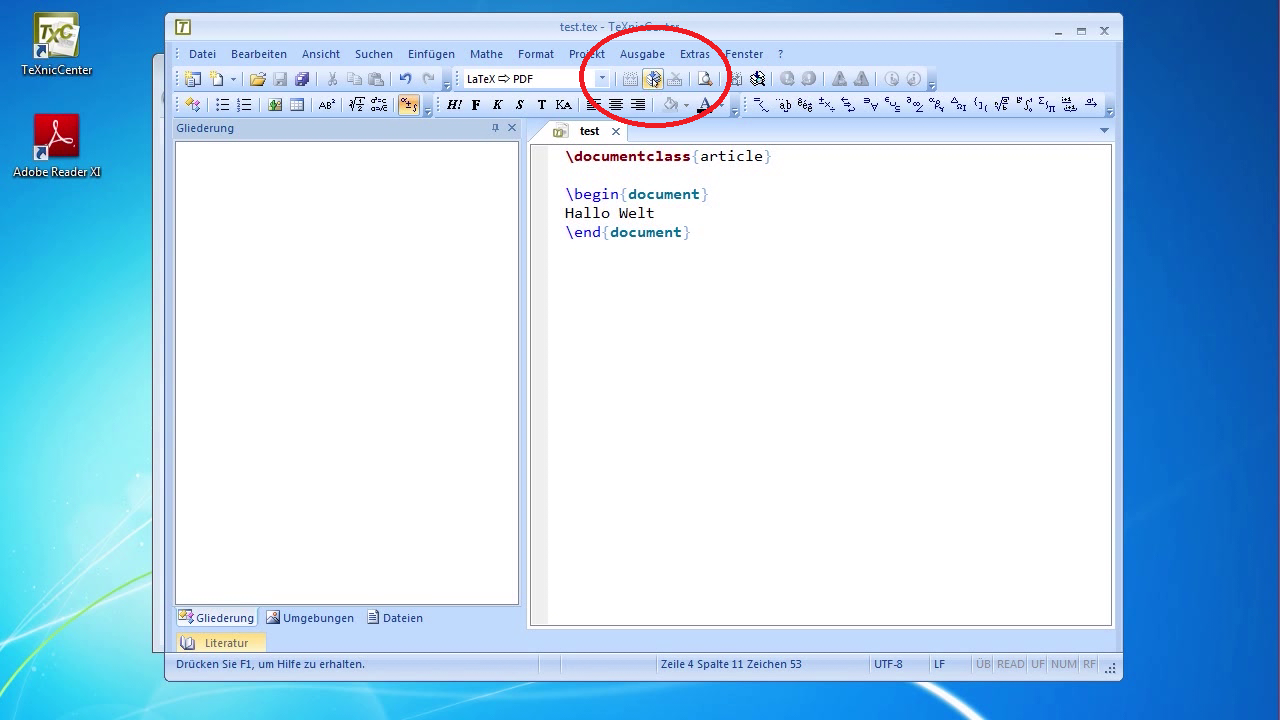 TXC
TeXnicCenter
Adobe Reader XI
T
test.tex - TeXnicCenter
Datei Bearbeiten Ansicht Suchen Einfügen Mathe Format Projekt Ausgabe Extras Fenster ?
LaTeX ⇨ PDF
H! F K S T KA A
Gliederung
test
\documentclass{article}
\begin{document}
Hallo Welt
\end{document}
Gliederung Umgebungen Dateien
Literatur
Drücken Sie F1, um Hilfe zu erhalten. Zeile 4 Spalte 11 Zeichen 53 UTF-8 LF ÜB READ UF NUM RF